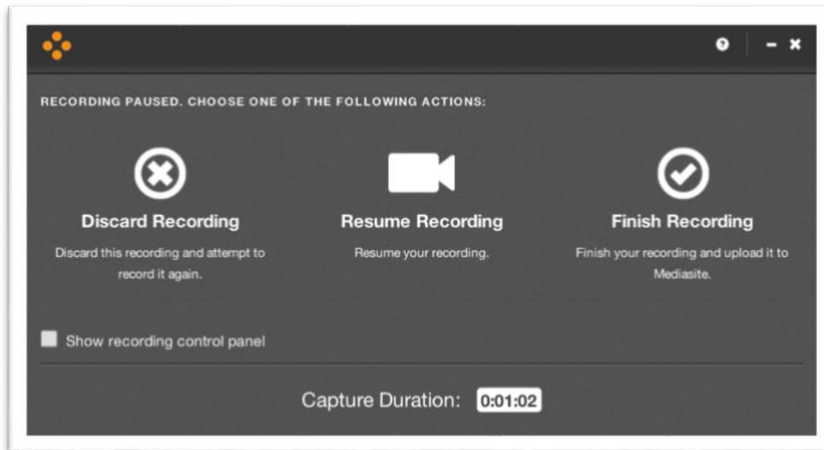 RECORDING PAUSED. CHOOSE ONE OF THE FOLLOWING ACTIONS:
Discard Recording
Discard this recording and attempt to
record it again.
Resume Recording
Resume your recording.
Finish Recording
Finish your recording and upload it to
Mediasite.
Show recording control panel
Capture Duration: 0:01:02